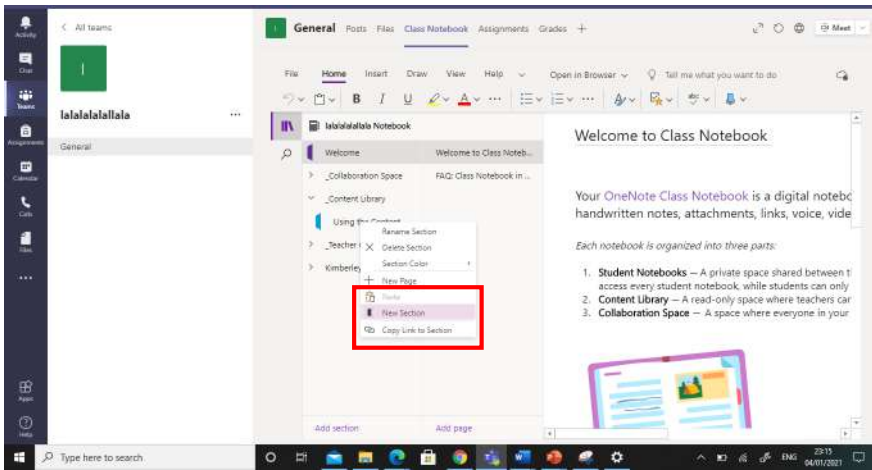 Activity
Chat
Teams
Assignments
Calendar
Calls
Files
Apps
Help
All teams
I
lalalalalallala
General
I General Posts Files Class Notebook Assignments Grades
Meet
File Home Insert Draw View Help Open in Browser Tell me what you want to do
B I U A
lalalalalallala Notebook
Welcome
_Collaboration Space
_Content Library
Using the Content
_Teacher
Kimberley
Add section
Welcome to Class Noteb...
FAQ: Class Notebook in ...
Add page
Rename Section
Delete Section
Section Color
New Page
Paste
New Section
Copy Link to Section
Welcome to Class Notebook
Your OneNote Class Notebook is a digital notebo
handwritten notes, attachments, links, voice, vide
Each notebook is organized into three parts:
1. Student Notebooks — A private space shared between t
access every student notebook, while students can only
2. Content Library — A read-only space where teachers car
3. Collaboration Space — A space where everyone in your
Type here to search
ENG
23:15
04/01/2021